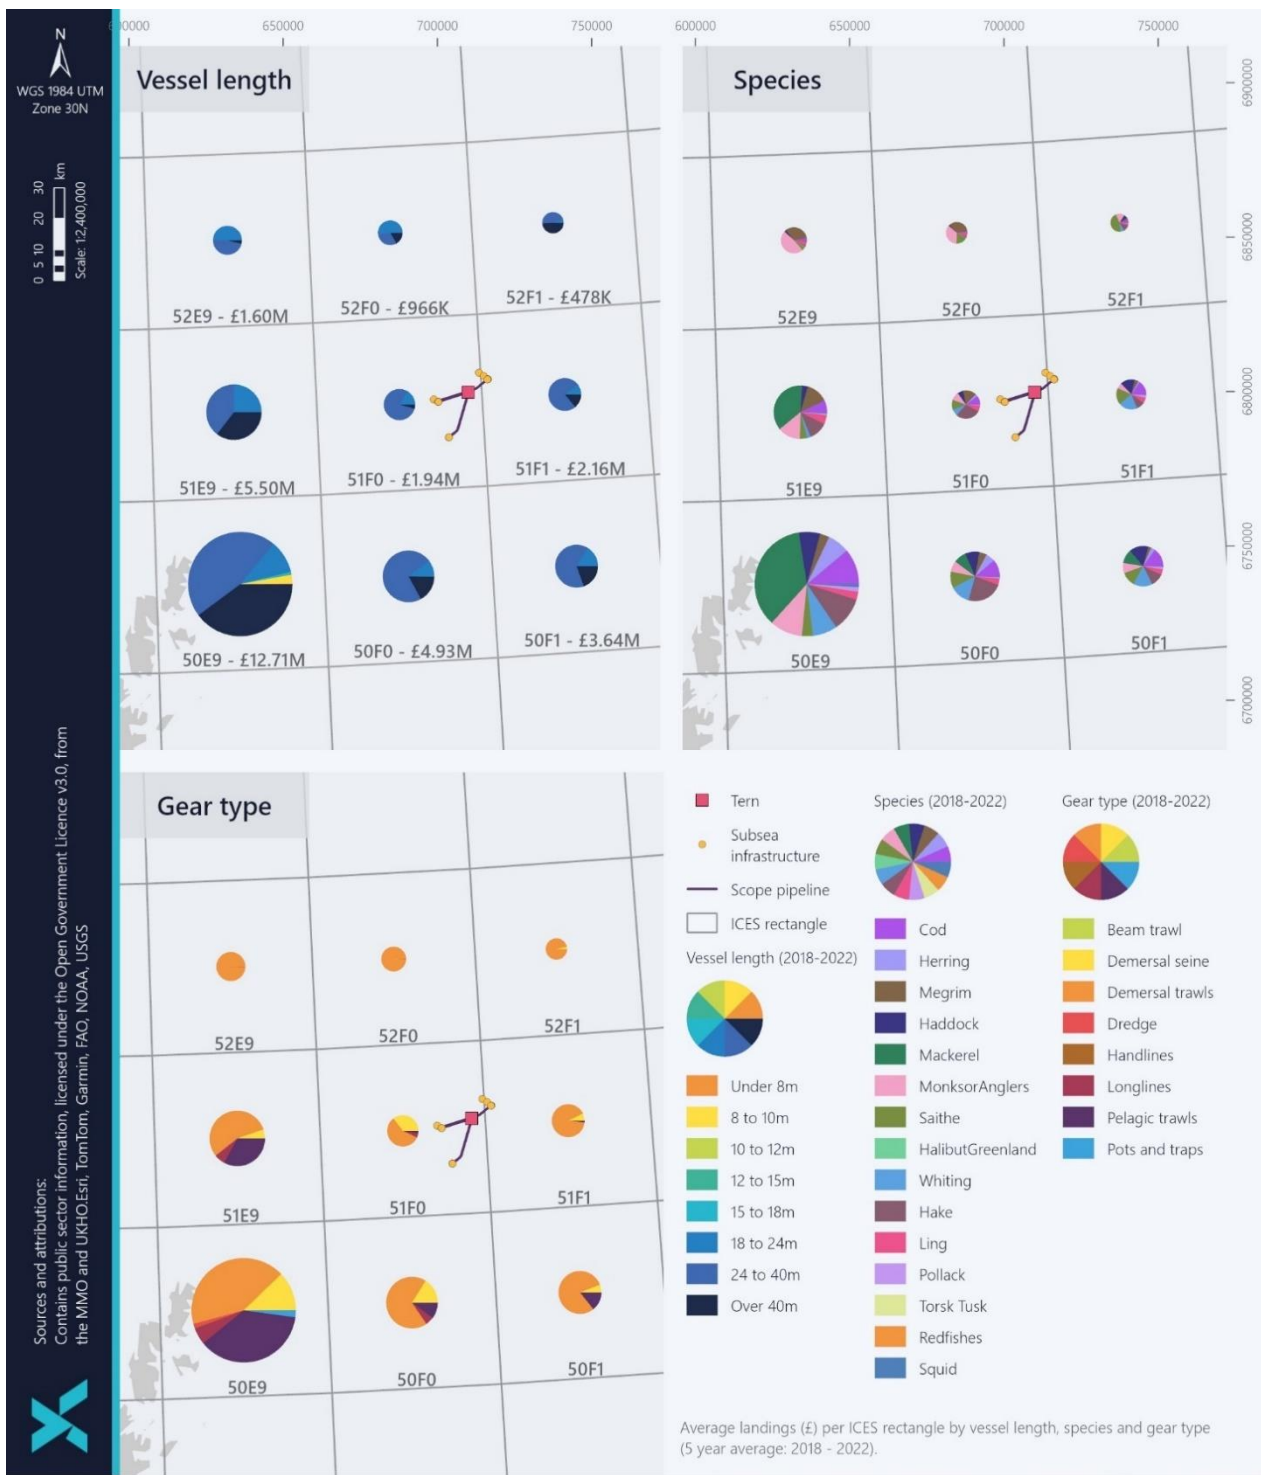 600000 650000 700000 750000
600000 650000 700000 750000
N
WGS 1984 UTM
Zone 30N
0 5 10 20 30 km
Scale: 1:2,400,000
Sources and attributions:
Contains public sector information, licensed under the Open Government Licence v3.0, from
the MMO and UKHO.Esri, TomTom, Garmin, FAO, NOAA, USGS
Vessel length
52E9 - £1.60M
52F0 - £966K
52F1 - £478K
51E9 - £5.50M
51F0 - £1.94M
51F1 - £2.16M
50E9 - £12.71M
50F0 - £4.93M
50F1 - £3.64M
Species
52E9
52F0
52F1
51E9
51F0
51F1
50E9
50F0
50F1
6900000
6850000
6800000
6750000
6700000
Gear type
52E9
52F0
52F1
51E9
51F0
51F1
50E9
50F0
50F1
Tern
Subsea
infrastructure
Scope pipeline
ICES rectangle
Vessel length (2018-2022)
Under 8m
8 to 10m
10 to 12m
12 to 15m
15 to 18m
18 to 24m
24 to 40m
Over 40m
Species (2018-2022)
Cod
Herring
Megrim
Haddock
Mackerel
MonksorAnglers
Saithe
HalibutGreenland
Whiting
Hake
Ling
Pollack
Torsk Tusk
Redfishes
Squid
Gear type (2018-2022)
Beam trawl
Demersal seine
Demersal trawls
Dredge
Handlines
Longlines
Pelagic trawls
Pots and traps
Average landings (£) per ICES rectangle by vessel length, species and gear type
(5 year average: 2018 - 2022).